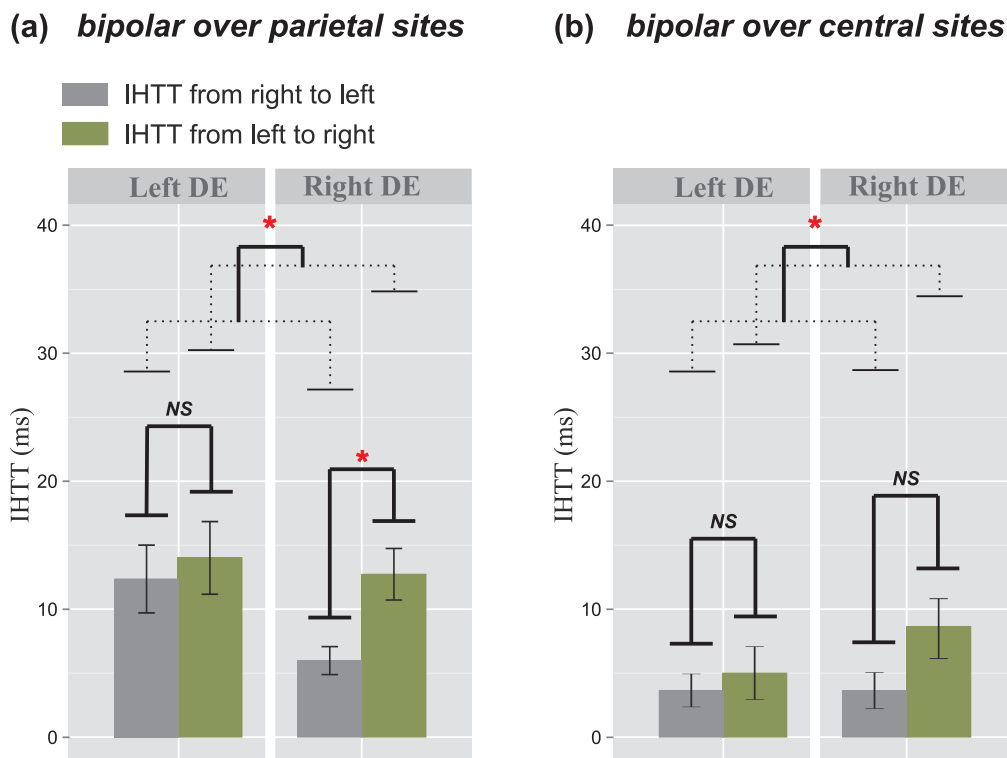 (a) bipolar over parietal sites
IHTT from right to left
IHTT from left to right
Left DE
Right DE
*
40
30
NS
*
20
10
0
IHTT (ms)
(b) bipolar over central sites
Left DE
Right DE
*
40
30
NS
20
NS
10
0
IHTT (ms)